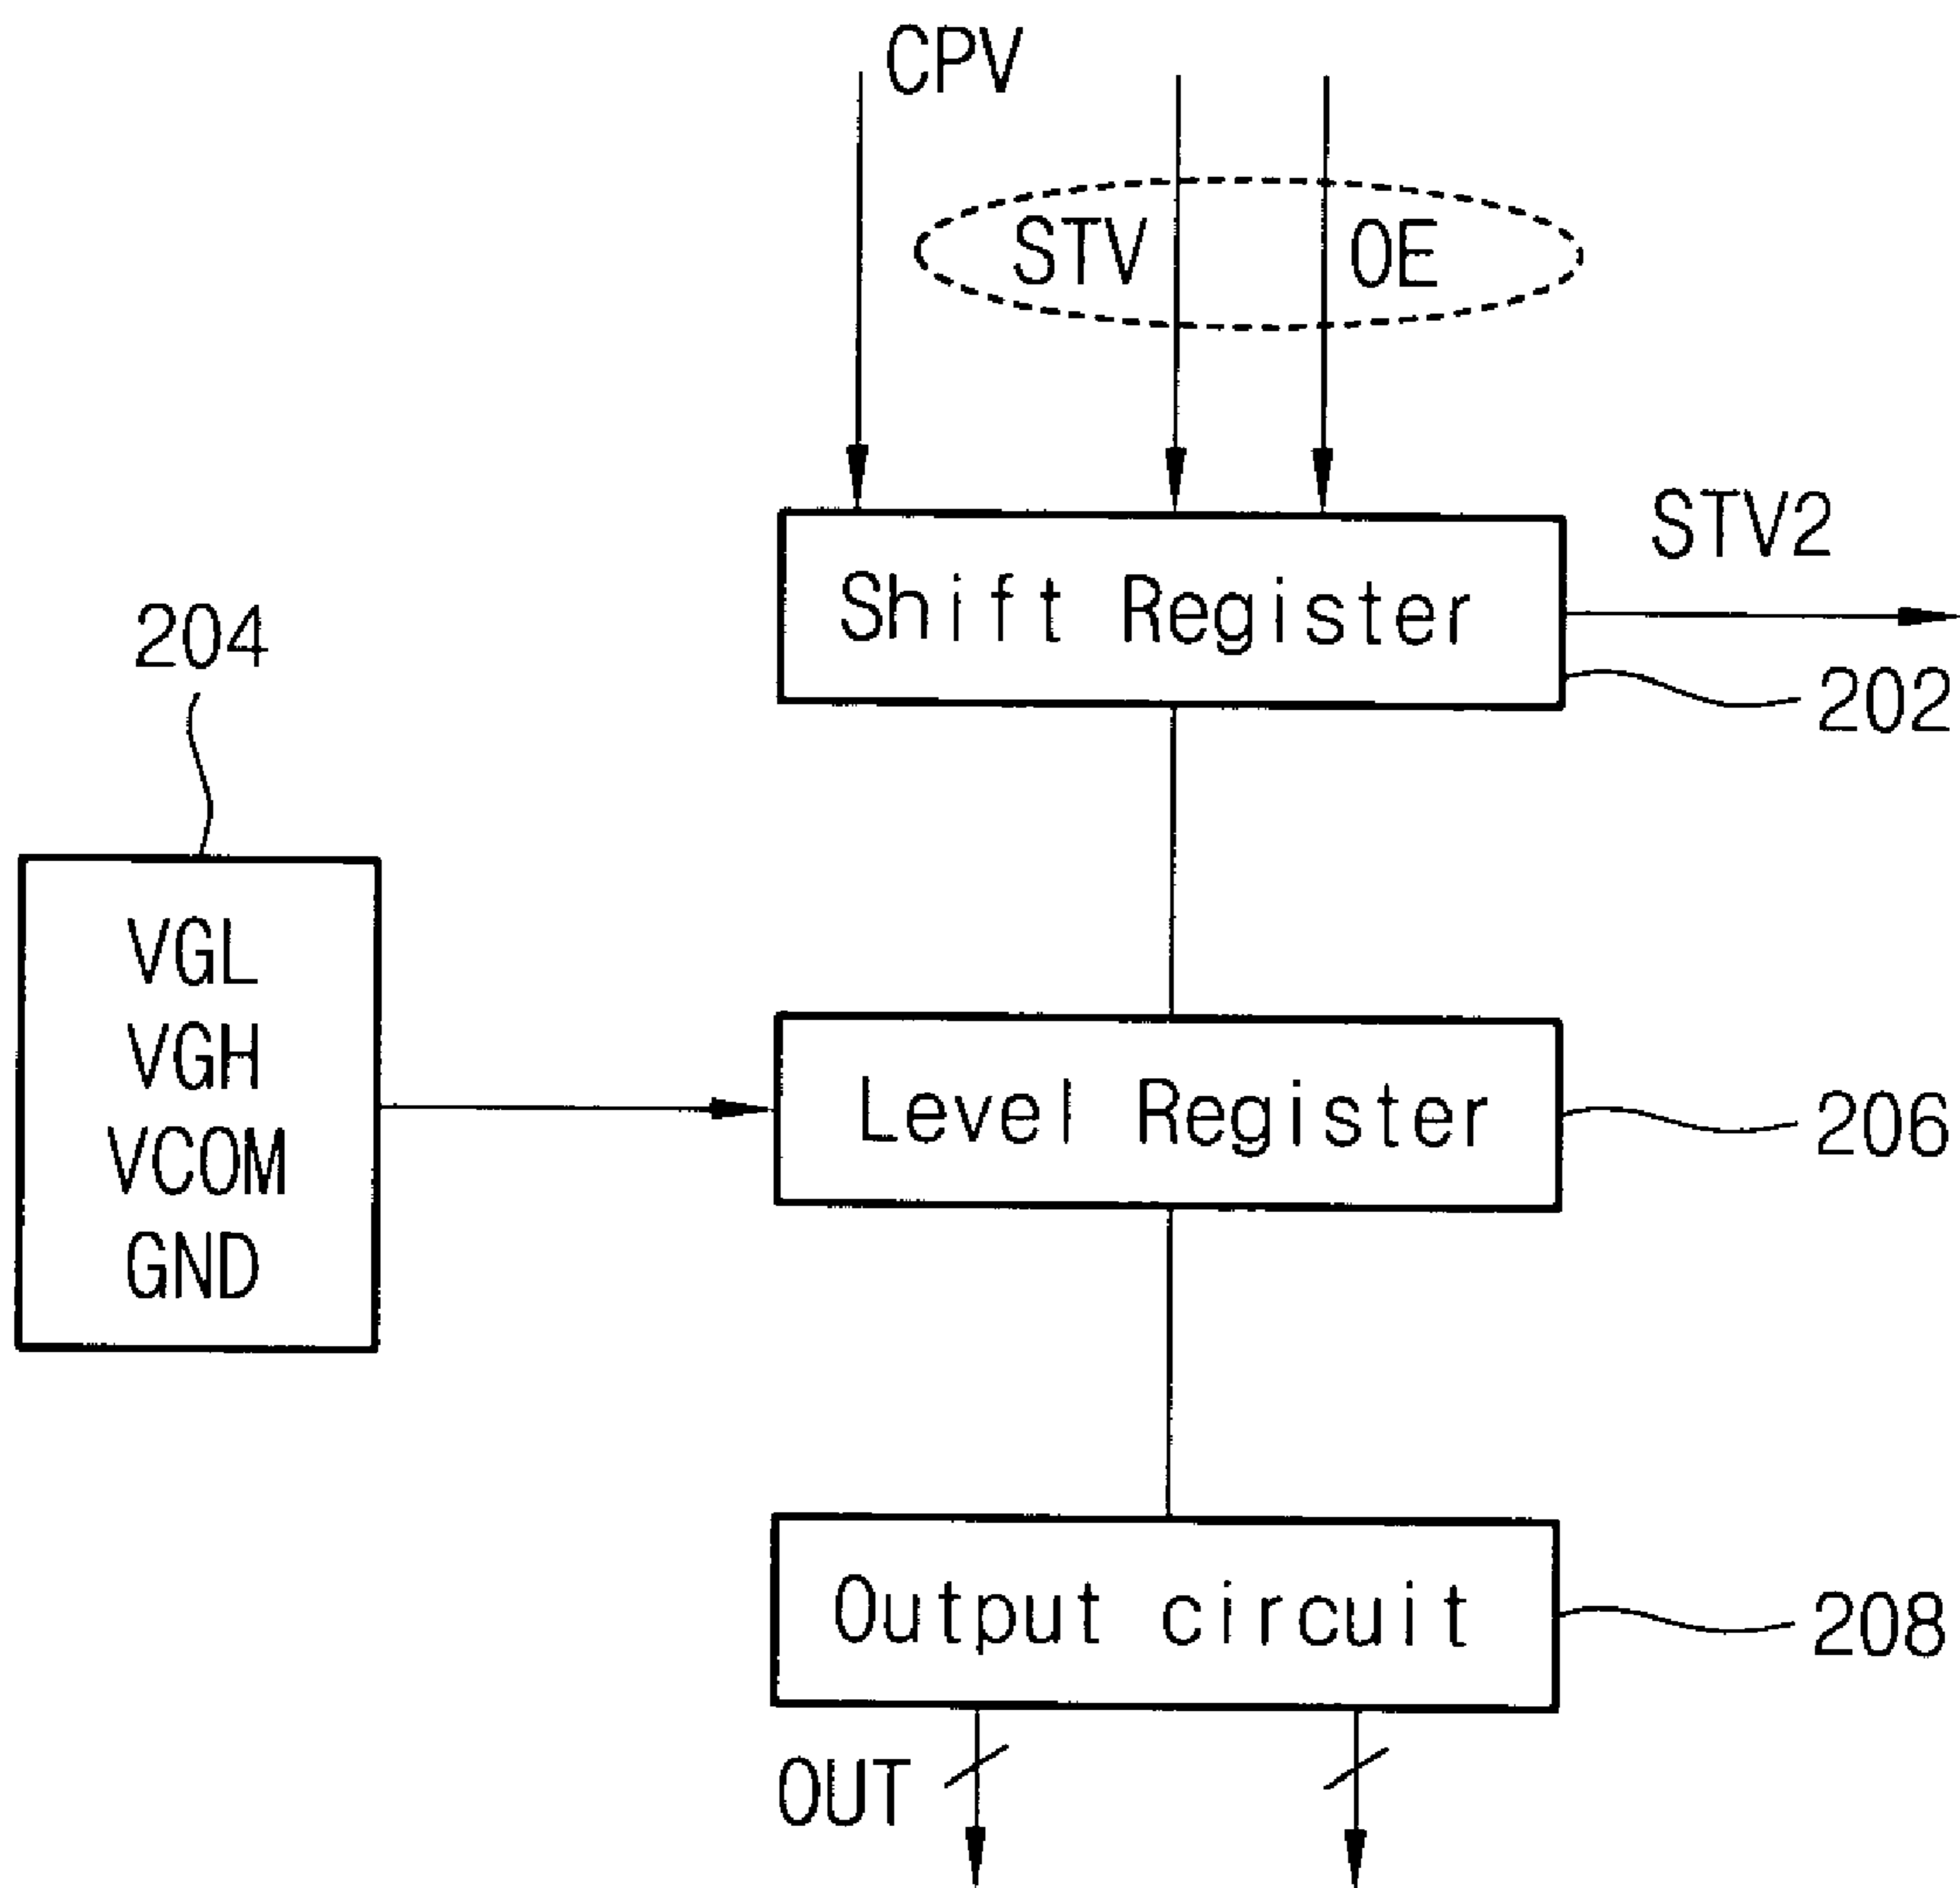 CPV
STV OE
STV2
Shift Register
204
202
VGL
VGH
VCOM
GND
Level Register
206
Output circuit
208
OUT